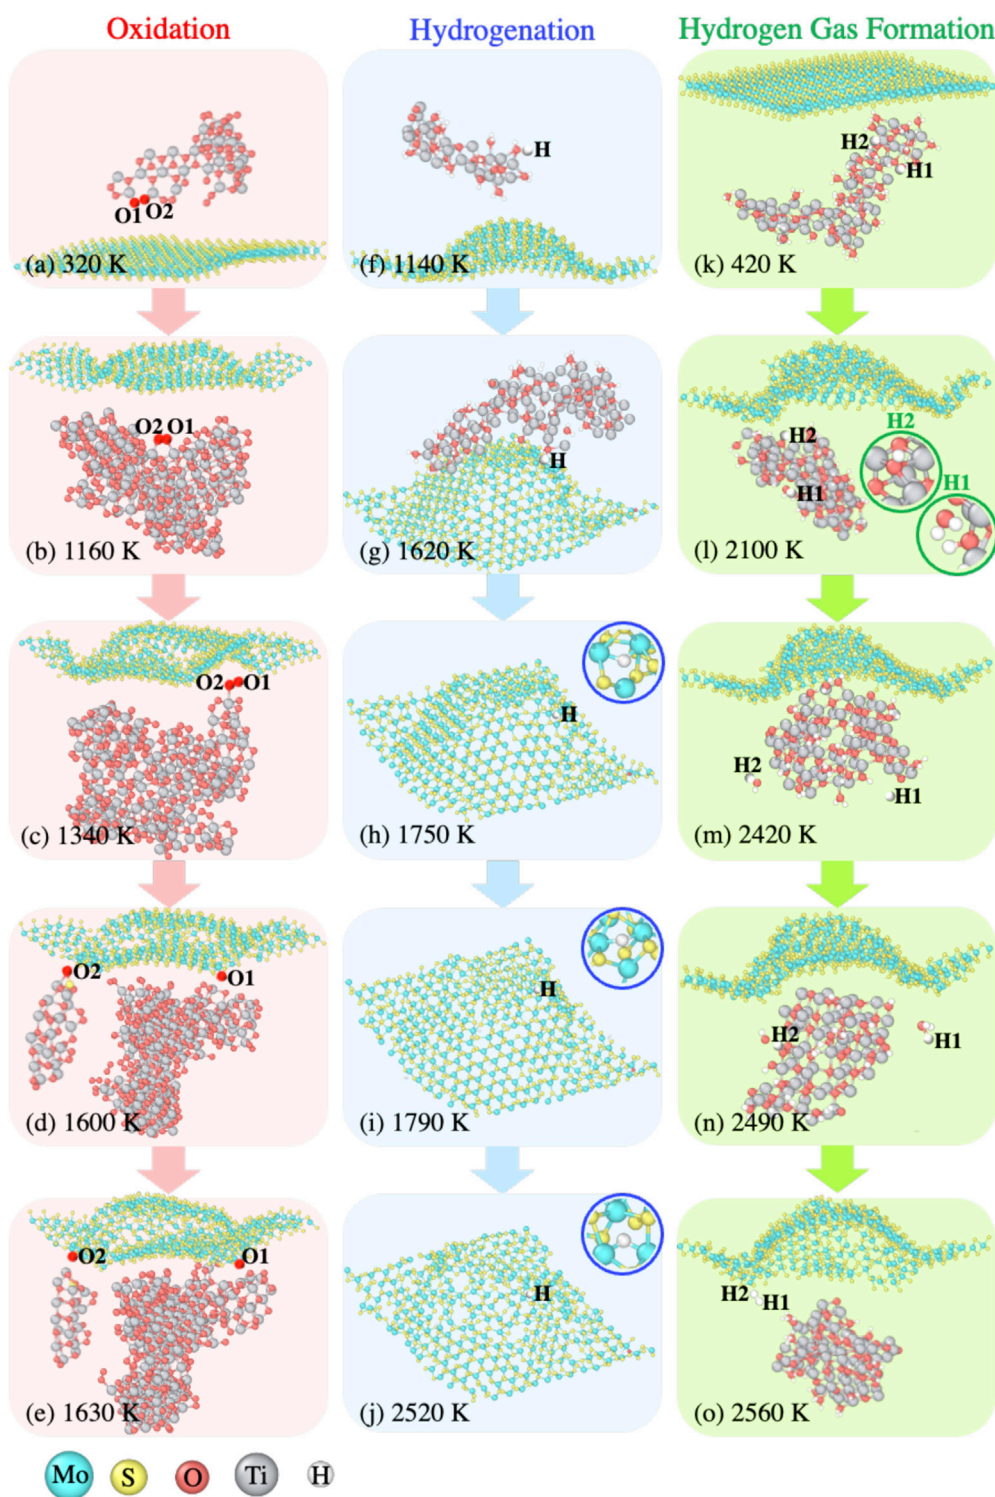 Oxidation
Hydrogenation
Hydrogen Gas Formation
O1 O2
(a) 320 K
H
(f) 1140 K
H2
H1
(k) 420 K
O2 O1
(b) 1160 K
H
(g) 1620 K
H2
H2
H1
H1
(l) 2100 K
O2 O1
(c) 1340 K
H
(h) 1750 K
H2
H1
(m) 2420 K
O2
O1
(d) 1600 K
H
(i) 1790 K
H2
H1
(n) 2490 K
O2
O1
(e) 1630 K
H
(j) 2520 K
H2
H1
(o) 2560 K
Mo S O Ti H